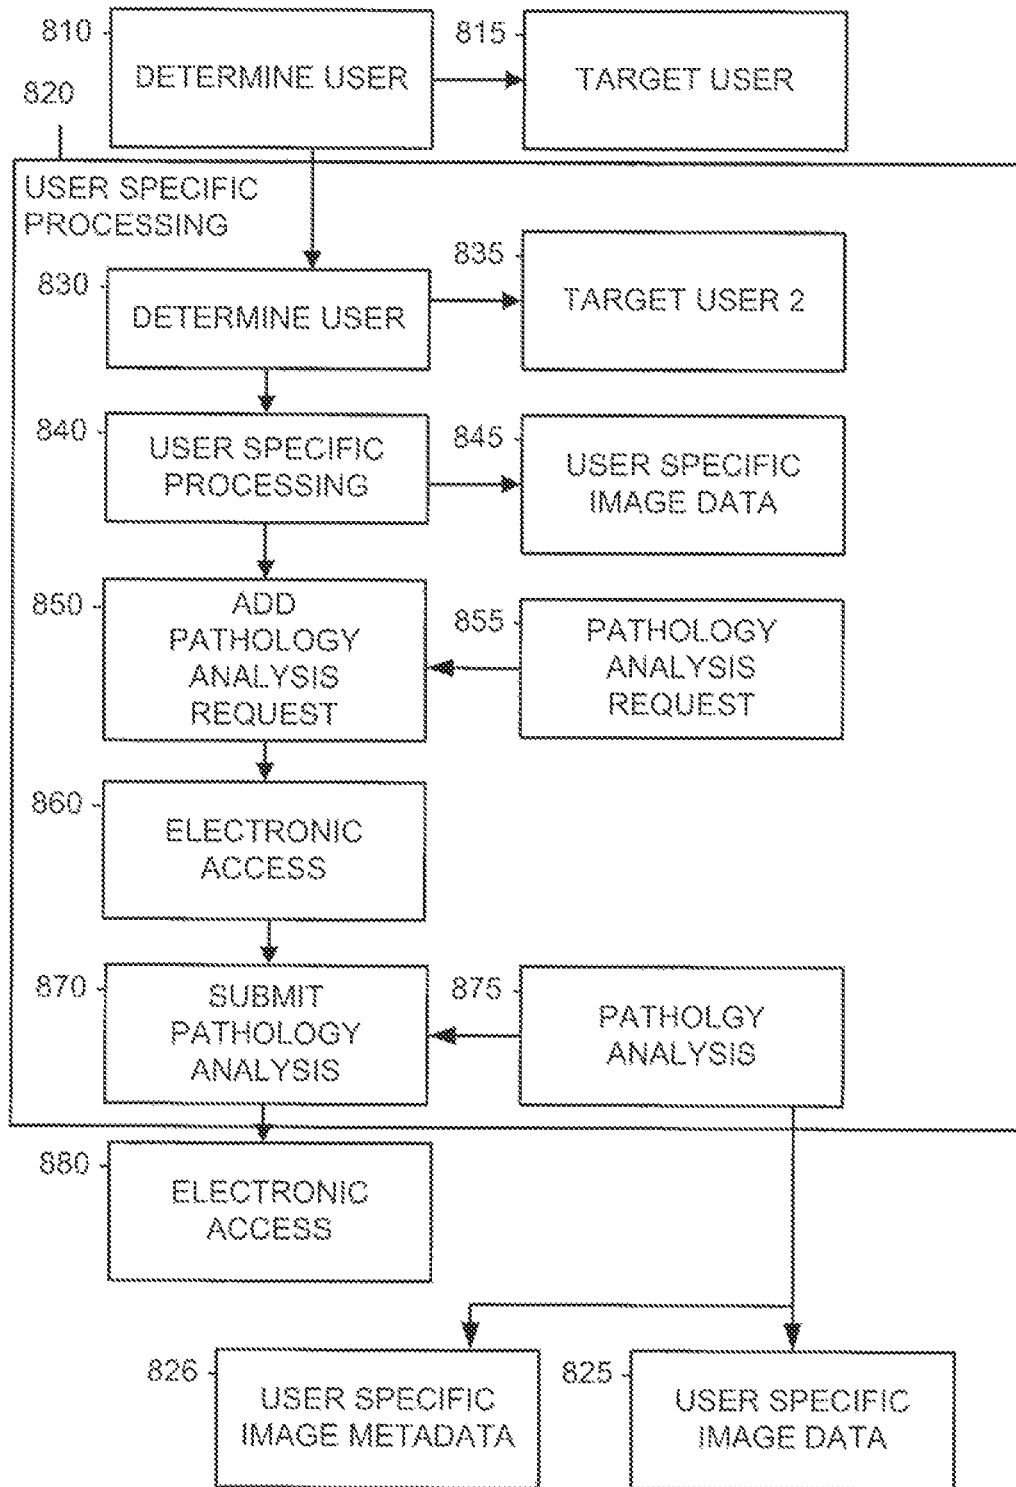 810
DETERMINE USER
815
TARGET USER
820
USER SPECIFIC
PROCESSING
830
DETERMINE USER
835
TARGET USER 2
840
USER SPECIFIC
PROCESSING
845
USER SPECIFIC
IMAGE DATA
850
ADD
PATHOLOGY
ANALYSIS
REQUEST
855
PATHOLOGY
ANALYSIS
REQUEST
860
ELECTRONIC
ACCESS
870
SUBMIT
PATHOLOGY
ANALYSIS
875
PATHOLGY
ANALYSIS
880
ELECTRONIC
ACCESS
826
USER SPECIFIC
IMAGE METADATA
825
USER SPECIFIC
IMAGE DATA